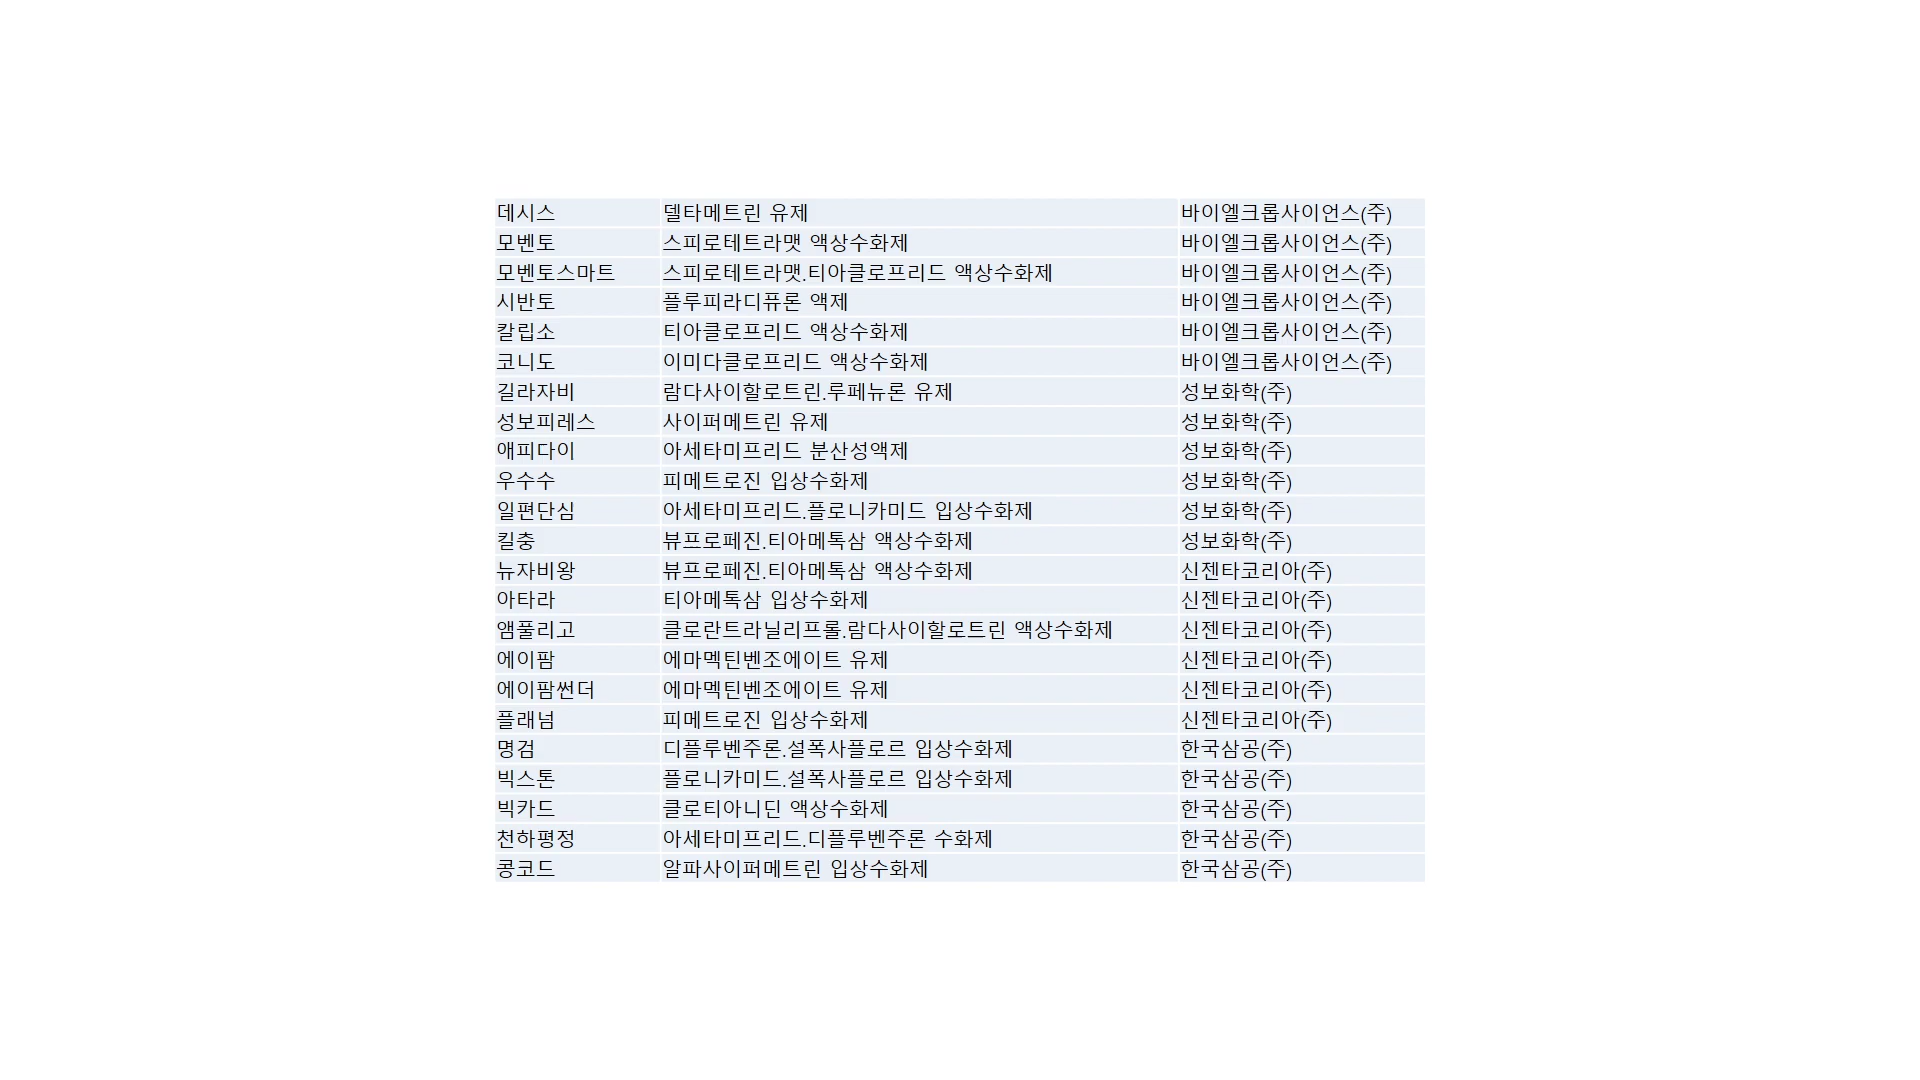 데시스 델타메트린 유제 바이엘크롭사이언스(주)
모벤토 스피로테트라맷 액상수화제 바이엘크롭사이언스(주)
모벤토스마트 스피로테트라맷.티아클로프리드 액상수화제 바이엘크롭사이언스(주)
시반토 플루피라디퓨론 액제 바이엘크롭사이언스(주)
칼립소 티아클로프리드 액상수화제 바이엘크롭사이언스(주)
코니도 이미다클로프리드 액상수화제 바이엘크롭사이언스(주)
길라자비 람다사이할로트린.루페뉴론 유제 성보화학(주)
성보피레스 사이퍼메트린 유제 성보화학(주)
애피다이 아세타미프리드 분산성액제 성보화학(주)
우수수 피메트로진 입상수화제 성보화학(주)
일편단심 아세타미프리드.플로니카미드 입상수화제 성보화학(주)
킬충 뷰프로페진.티아메톡삼 액상수화제 성보화학(주)
뉴자비왕 뷰프로페진.티아메톡삼 액상수화제 신젠타코리아(주)
아타라 티아메톡삼 입상수화제 신젠타코리아(주)
앰풀리고 클로란트라닐리프롤.람다사이할로트린 액상수화제 신젠타코리아(주)
에이팜 에마멕틴벤조에이트 유제 신젠타코리아(주)
에이팜썬더 에마멕틴벤조에이트 유제 신젠타코리아(주)
플래넘 피메트로진 입상수화제 신젠타코리아(주)
명검 디플루벤주론.설폭사플로르 입상수화제 한국삼공(주)
빅스톤 플로니카미드.설폭사플로르 입상수화제 한국삼공(주)
빅카드 클로티아니딘 액상수화제 한국삼공(주)
천하평정 아세타미프리드.디플루벤주론 수화제 한국삼공(주)
콩코드 알파사이퍼메트린 입상수화제 한국삼공(주)